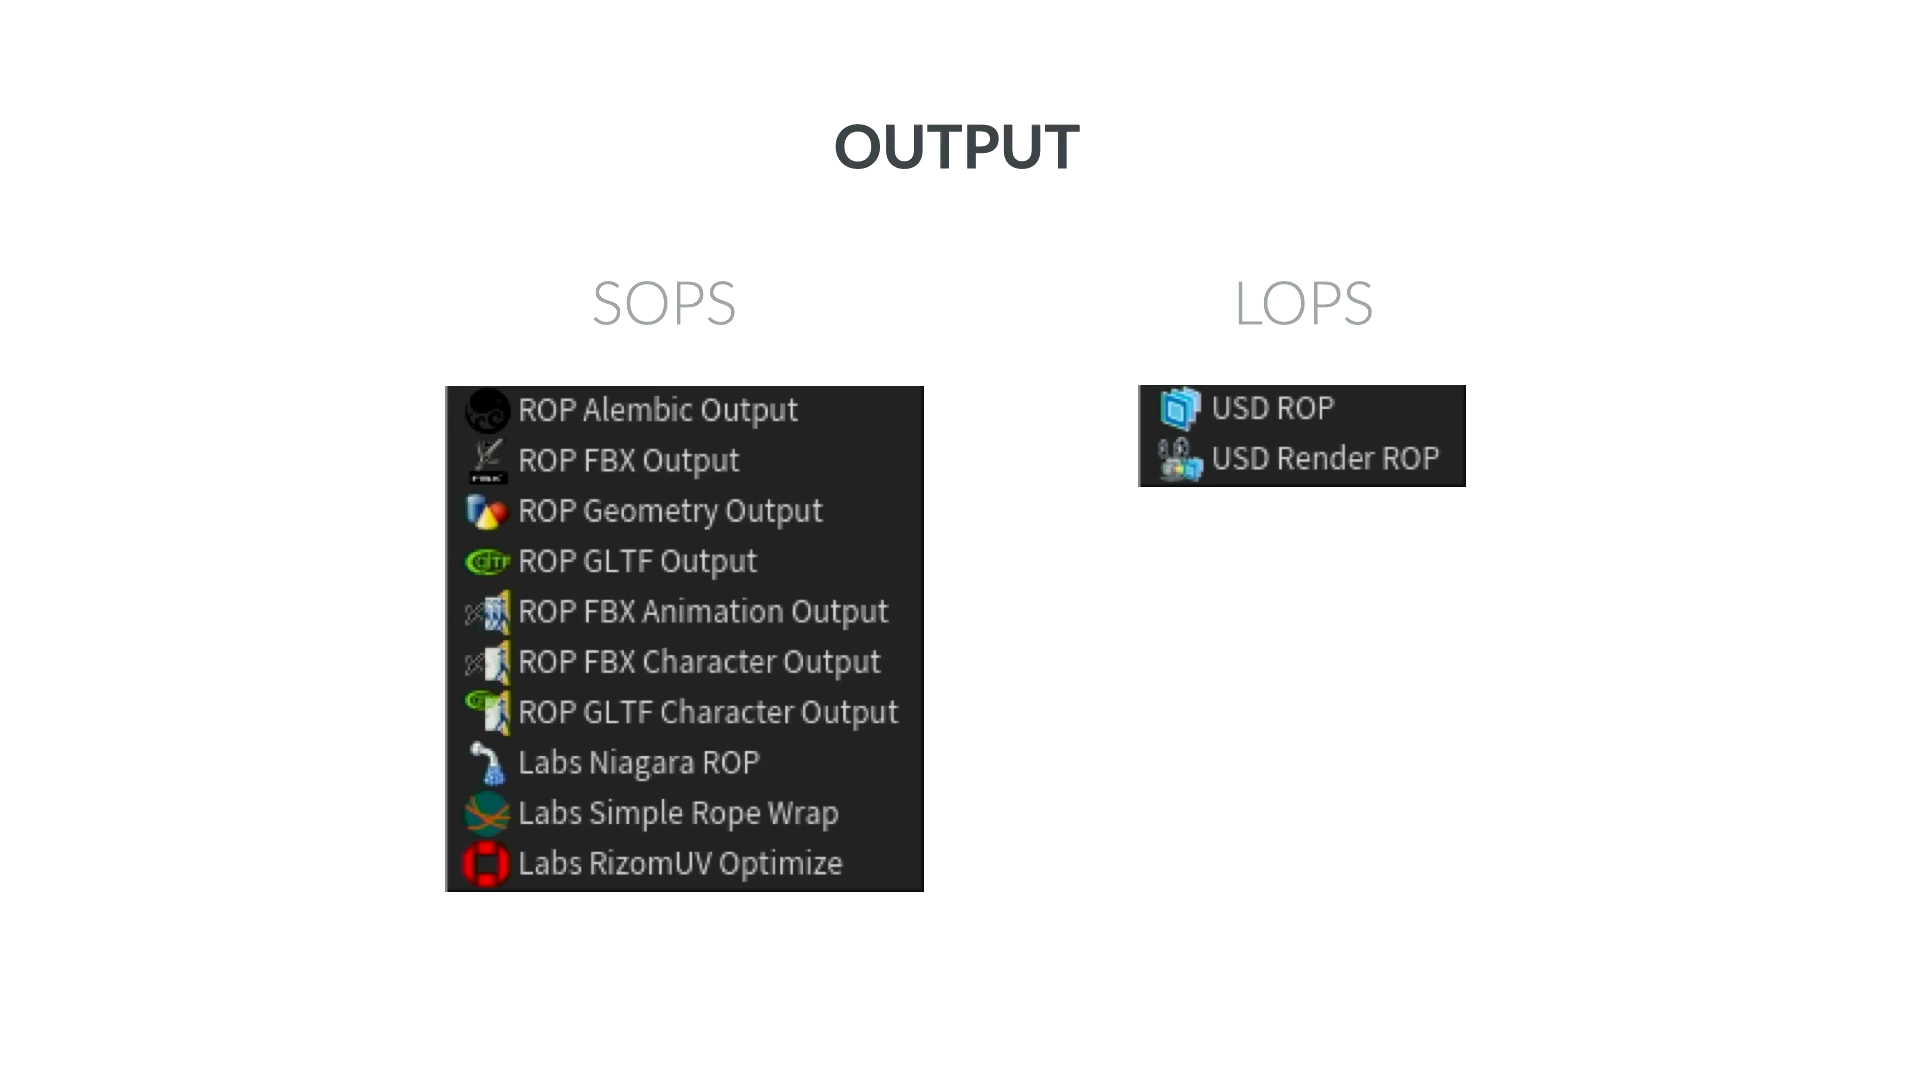 OUTPUT
SOPS
ROP Alembic Output
ROP FBX Output
ROP Geometry Output
ROP GLTF Output
ROP FBX Animation Output
ROP FBX Character Output
ROP GLTF Character Output
Labs Niagara ROP
Labs Simple Rope Wrap
Labs RizomUV Optimize
LOPS
USD ROP
USD Render ROP